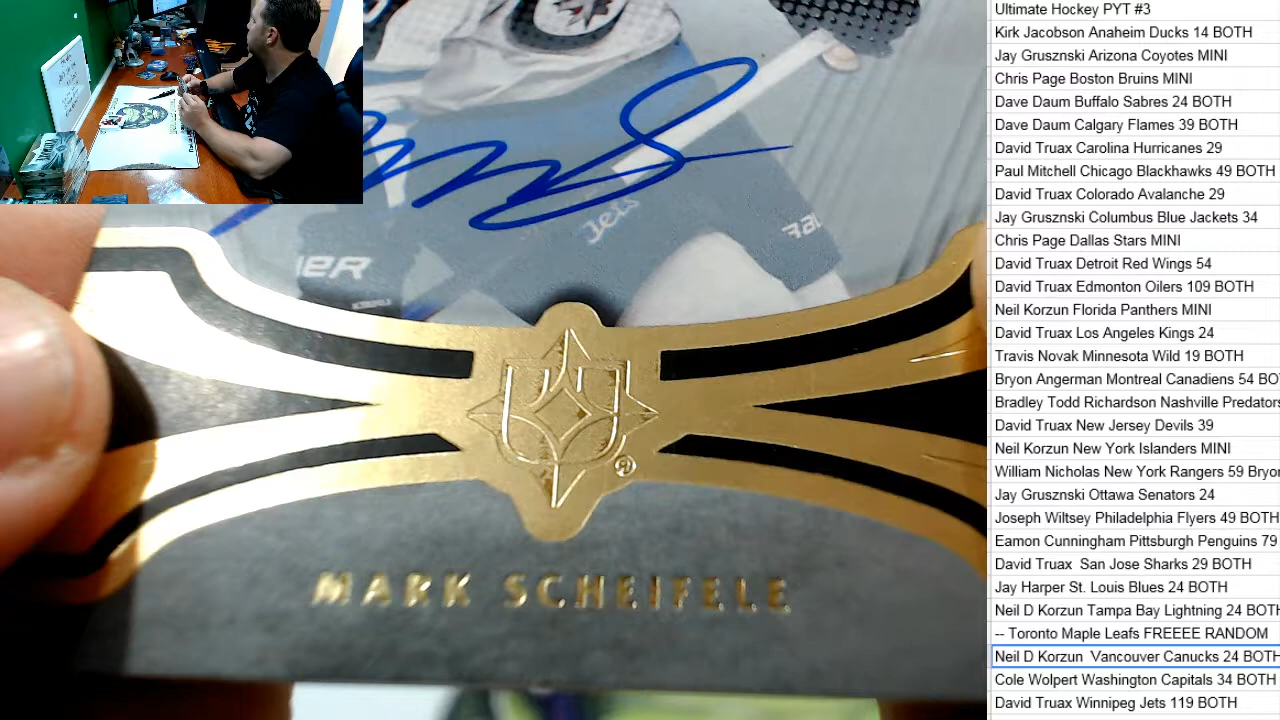 Jets
MARK SCHEIFELE
Ultimate Hockey PYT #3
Kirk Jacobson Anaheim Ducks 14 BOTH
Jay Grusznski Arizona Coyotes MINI
Chris Page Boston Bruins MINI
Dave Daum Buffalo Sabres 24 BOTH
Dave Daum Calgary Flames 39 BOTH
David Truax Carolina Hurricanes 29
Paul Mitchell Chicago Blackhawks 49 BOTH
David Truax Colorado Avalanche 29
Jay Grusznski Columbus Blue Jackets 34
Chris Page Dallas Stars MINI
David Truax Detroit Red Wings 54
David Truax Edmonton Oilers 109 BOTH
Neil Korzun Florida Panthers MINI
David Truax Los Angeles Kings 24
Travis Novak Minnesota Wild 19 BOTH
Bryon Angerman Montreal Canadiens 54 BO
Bradley Todd Richardson Nashville Predators
David Truax New Jersey Devils 39
Neil Korzun New York Islanders MINI
William Nicholas New York Rangers 59 Bryo
Jay Grusznski Ottawa Senators 24
Joseph Wiltsey Philadelphia Flyers 49 BOTH
Eamon Cunningham Pittsburgh Penguins 79
David Truax San Jose Sharks 29 BOTH
Jay Harper St. Louis Blues 24 BOTH
Neil D Korzun Tampa Bay Lightning 24 BOTH
-- Toronto Maple Leafs FREEEE RANDOM
Neil D Korzun Vancouver Canucks 24 BOTH
Cole Wolpert Washington Capitals 34 BOTH
David Truax Winnipeg Jets 119 BOTH